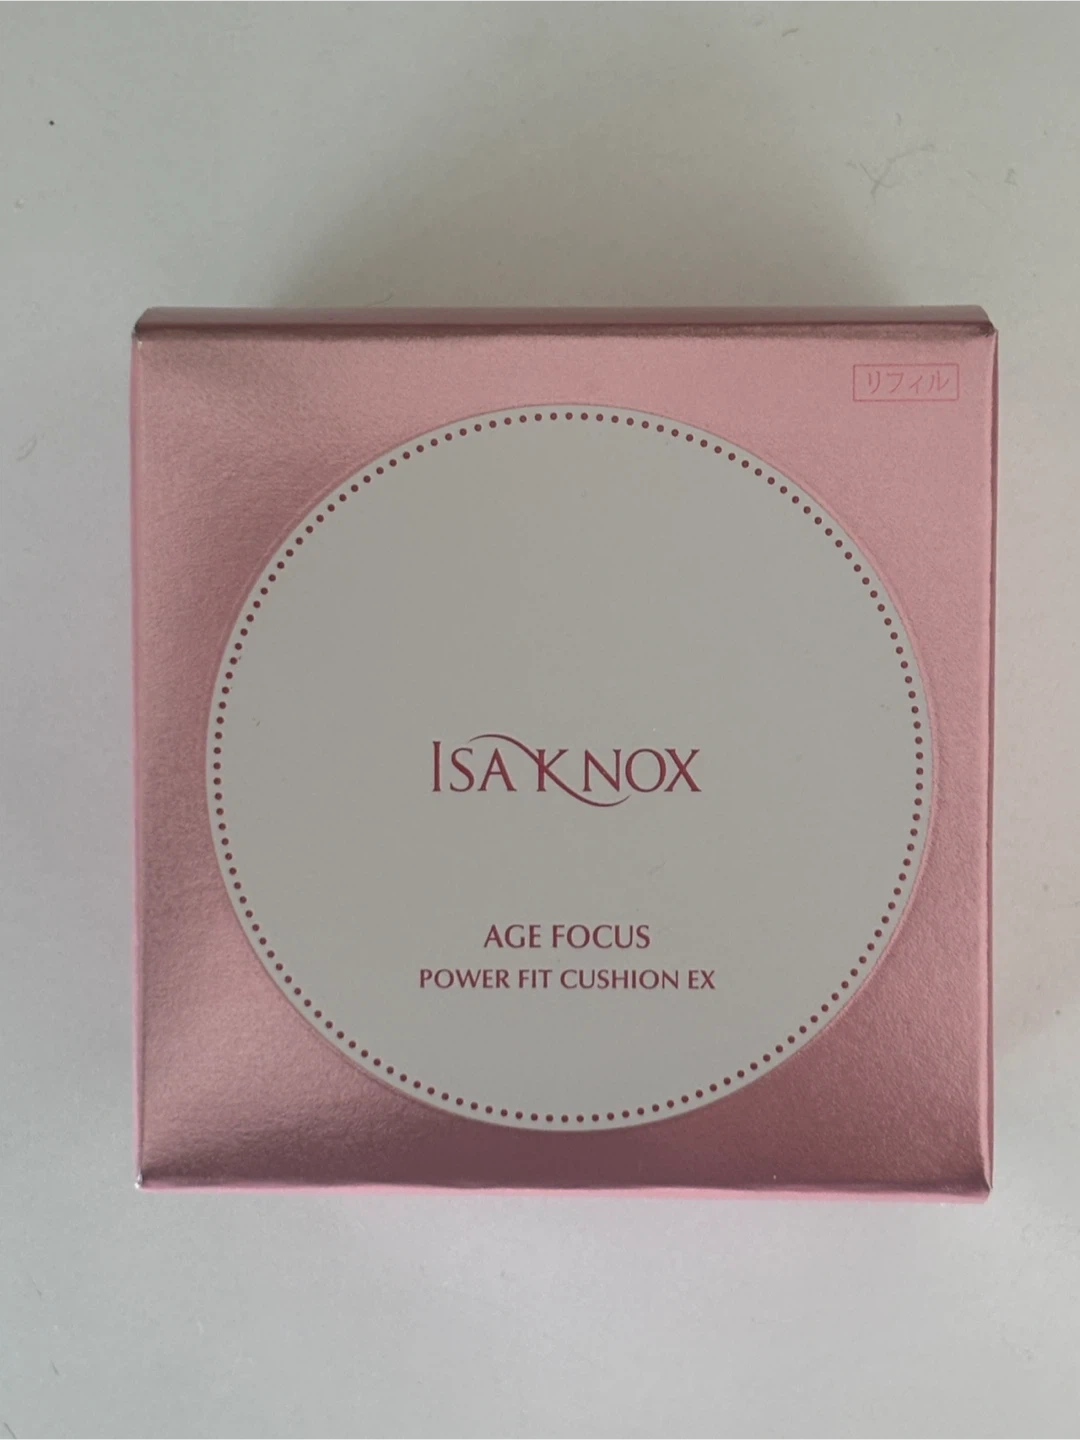 リフィル
ISA KNOX
AGE FOCUS
POWER FIT CUSHION EX